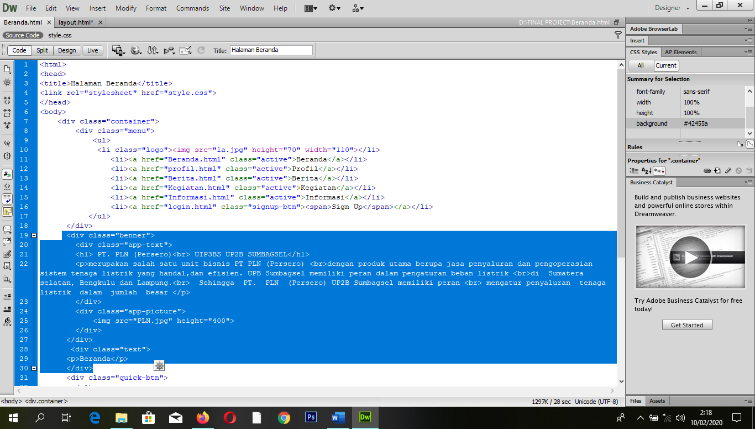 Dw File Edit View Insert Modify Format Commands Site Window Help Designer
Beranda.html × layout.html* × D:\FINAL PROJECT\Beranda.html
Source Code style.css
Code Split Design Live Title: Halaman Beranda
1 <html>
2 <head>
3 <title>Halaman Beranda</title>
4 <link rel="stylesheet" href="style.css">
5 </head>
6 <body>
7 <div class="container">
8 <div class="menu">
9 <ul>
10 <li class="logo"><img src="la.jpg" height="70" width="110"></li>
11 <li><a href="Beranda.html" class="active">Beranda</a></li>
12 <li><a href="profil.html" class="active">Profil</a></li>
13 <li><a href="Berita.html" class="active">Berita</a></li>
14 <li><a href="Kegiatan.html" class="active">Kegiatan</a></li>
15 <li><a href="Informasi.html" class="active">Informasi</a></li>
16 <li><a href="login.html" class="signup-btn"><span>Sign Up</span></a></li>
17 </ul>
18 </div>
19 <div class="benner">
20 <div class="app-text">
21 <h1> PT. PLN (Persero)<br> UIP3BS UP2B SUMBAGSEL</h1>
22 <p>merupakan salah satu unit bisnis PT PLN (Persero) <br>dengan produk utama berupa jasa penyaluran dan pengoperasian
sistem tenaga listrik yang handal,dan efisien. UPB Sumbagsel memiliki peran dalam pengaturan beban listrik <br>di Sumatera
selatan, Bengkulu dan Lampung.<br> Sehingga PT. PLN (Persero) UP2B Sumbagsel memiliki peran <br> mengatur penyaluran tenaga
listrik dalam jumlah besar </p>
23 </div>
24 <div class="app-picture">
25 <img src="PLN.jpg" height="400">
26 </div>
27 </div>
28 <div class="text">
29 <p>Beranda</p>
30 </div>
31 <div class="quick-btn">
<body> <div.container> 1297K / 28 sec Unicode (UTF-8)
Adobe BrowserLab
Insert
CSS Styles AP Elements
All Current
Summary for Selection
font-family sans-serif
width 100%
height 100%
background #42455a
Rules
Properties for ".container"
Business Catalyst
Build and publish business websites
and powerful online stores within
Dreamweaver.
Try Adobe Business Catalyst for free
today!
Get Started
Files Assets
2:18
10/02/2020